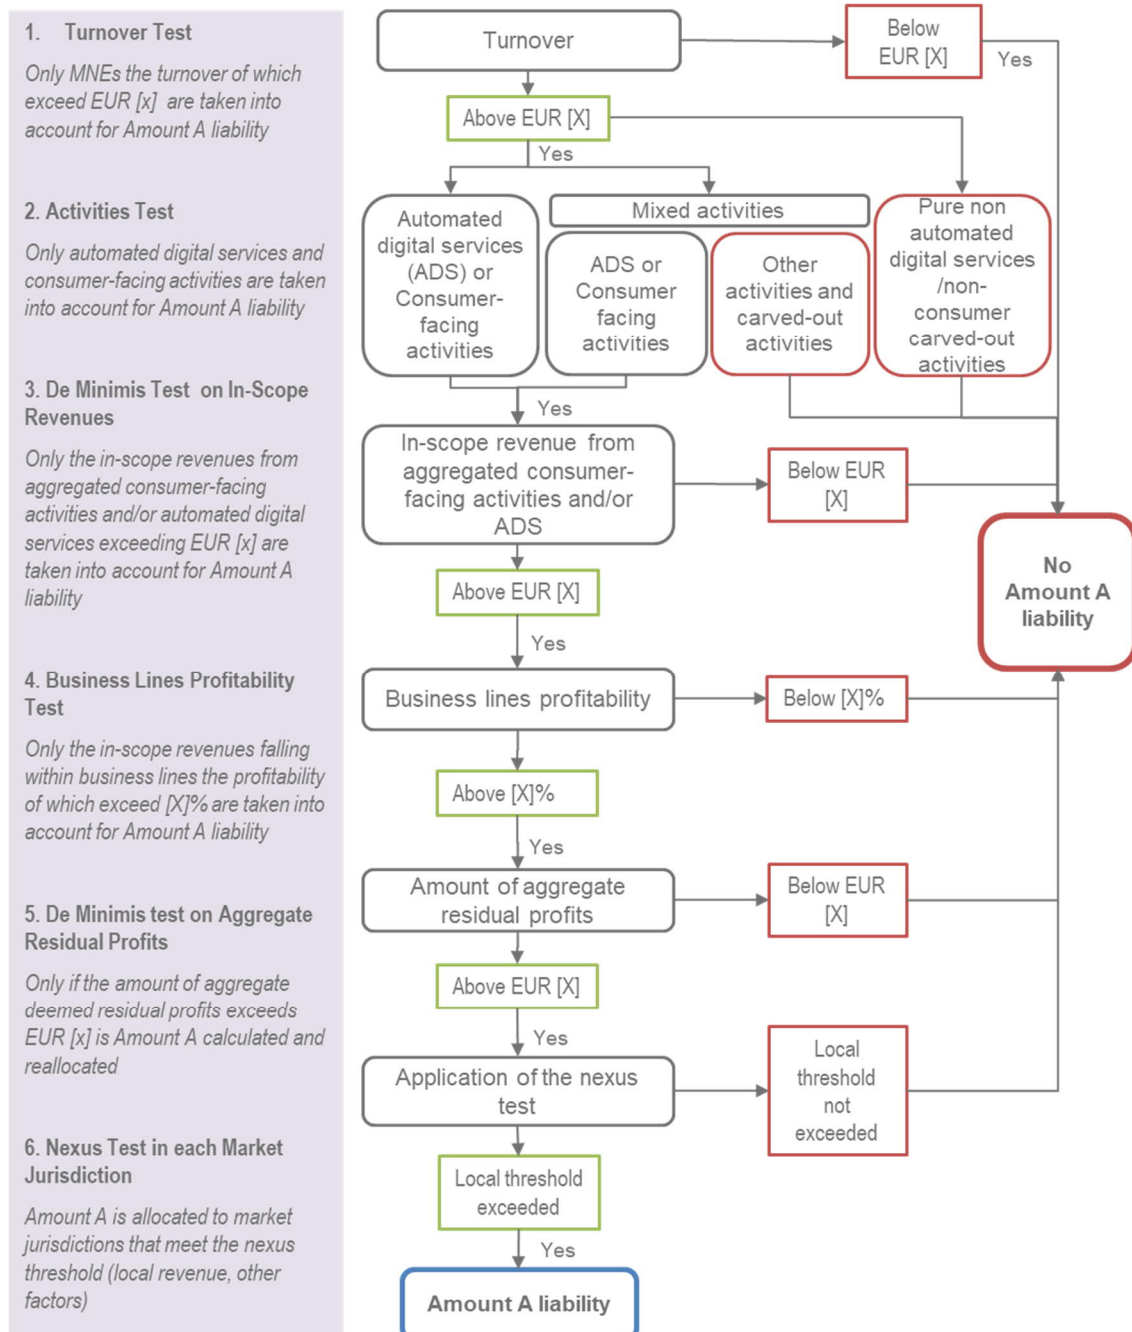 1. Turnover Test
Only MNEs the turnover of which
exceed EUR [x] are taken into
account for Amount A liability
2. Activities Test
Only automated digital services and
consumer-facing activities are taken
into account for Amount A liability
3. De Minimis Test on In-Scope
Revenues
Only the in-scope revenues from
aggregated consumer-facing
activities and/or automated digital
services exceeding EUR [x] are
taken into account for Amount A
liability
4. Business Lines Profitability
Test
Only the in-scope revenues falling
within business lines the profitability
of which exceed [X]% are taken into
account for Amount A liability
5. De Minimis test on Aggregate
Residual Profits
Only if the amount of aggregate
deemed residual profits exceeds
EUR [x] is Amount A calculated and
reallocated
6. Nexus Test in each Market
Jurisdiction
Amount A is allocated to market
jurisdictions that meet the nexus
threshold (local revenue, other
factors)
Turnover
Below
EUR [X]
Yes
Above EUR [X]
Yes
Automated
digital services
(ADS) or
Consumer-
facing
activities
Mixed activities
ADS or
Consumer
facing
activities
Other
activities and
carved-out
activities
Pure non
automated
digital services
/non-
consumer
carved-out
activities
Yes
In-scope revenue from
aggregated consumer-
facing activities and/or
ADS
Below EUR
[X]
Above EUR [X]
Yes
No
Amount A
liability
Business lines profitability
Below [X]%
Above [X]%
Yes
Amount of aggregate
residual profits
Below EUR
[X]
Above EUR [X]
Yes
Application of the nexus
test
Local
threshold
not
exceeded
Local threshold
exceeded
Yes
Amount A liability